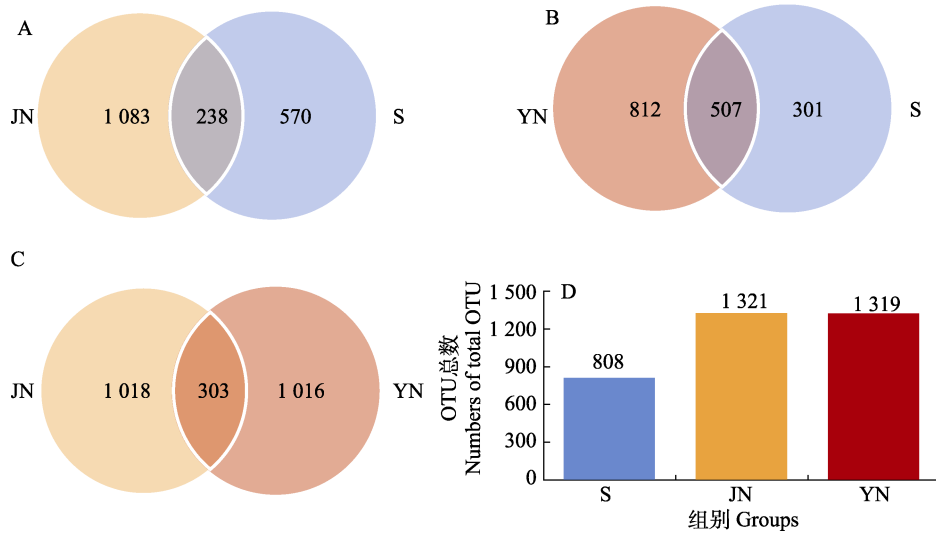 A
JN
1 083
238
570
S
B
YN
812
507
301
S
C
JN
1 018
303
1 016
YN
D
OTU总数
Numbers of total OTU
1 500
1 200
900
600
300
0
808
1 321
1 319
S
JN
YN
组别 Groups